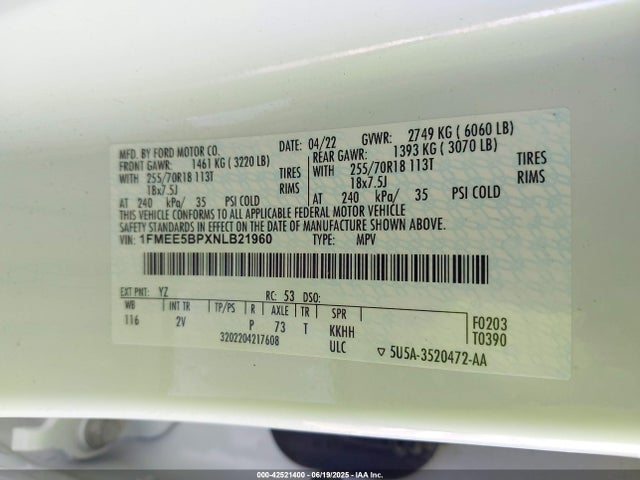 MFD. BY FORD MOTOR CO.
DATE: 04/22 GVWR: 2749 KG ( 6060 LB)
FRONT GAWR: 1461 KG ( 3220 LB) REAR GAWR: 1393 KG ( 3070 LB)
WITH 255/70R18 113T TIRES WITH 255/70R18 113T TIRES
18x7.5J RIMS 18x7.5J RIMS
AT 240 kPa/ 35 PSI COLD AT 240 kPa/ 35 PSI COLD
THIS VEHICLE CONFORMS TO ALL APPLICABLE FEDERAL MOTOR VEHICLE
SAFETY STANDARDS IN EFFECT ON THE DATE OF MANUFACTURE SHOWN ABOVE.
VIN: 1FMEE5BPXNLB21960 TYPE: MPV
EXT PNT: YZ RC: 53 DSO:
WB INT TR TP/PS R AXLE TR SPR
116 2V P 73 T KKHH
F0203
T0390
3202204217608 ULC
▽ 5U5A-3520472-AA
000-42521400 - 06/19/2025 - IAA Inc.